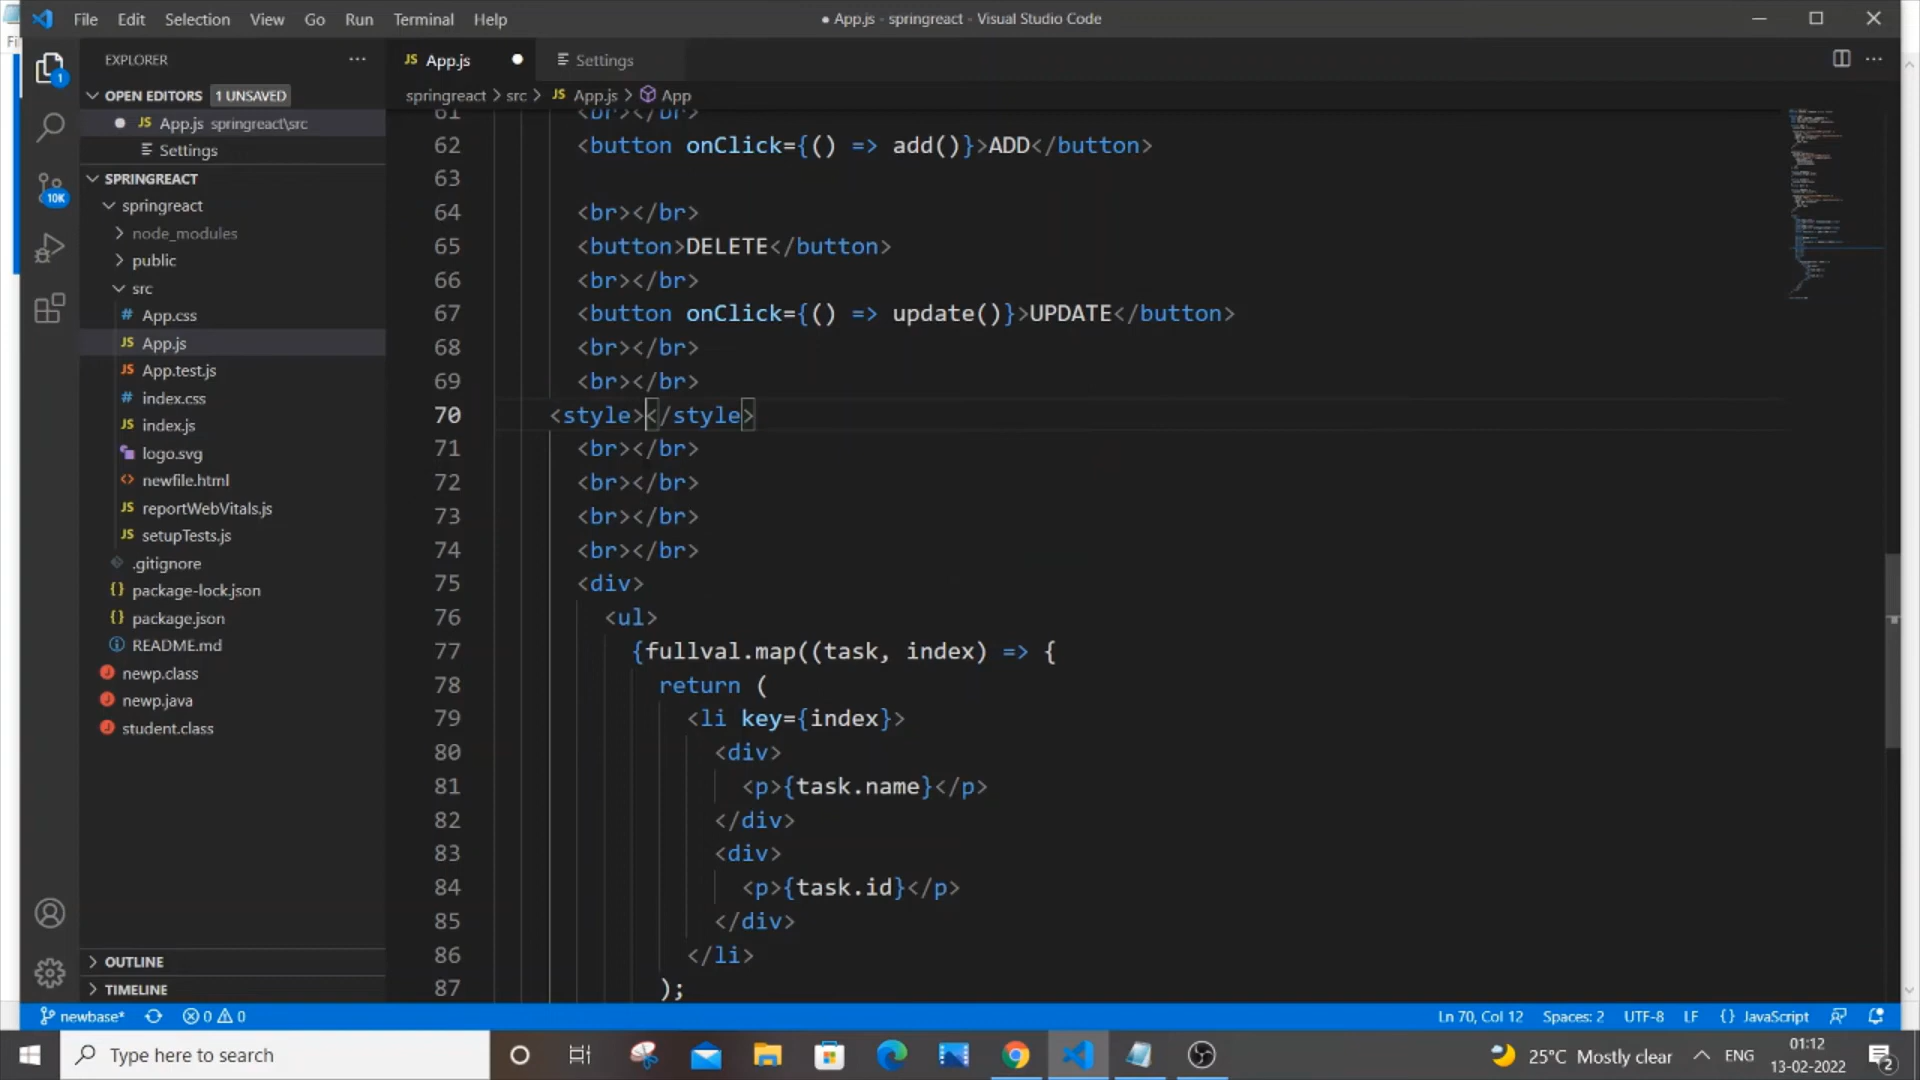 File Edit Selection View Go Run Terminal Help
● App.js - springreact - Visual Studio Code
EXPLORER
OPEN EDITORS 1 UNSAVED
App.js springreact\src
Settings
SPRINGREACT
springreact
node_modules
public
src
App.css
App.js
App.test.js
index.css
index.js
logo.svg
newfile.html
reportWebVitals.js
setupTests.js
.gitignore
package-lock.json
package.json
README.md
newp.class
newp.java
student.class
OUTLINE
TIMELINE
1
10K
JS App.js
Settings
springreact > src > JS App.js > App
61 <br></br>
62 <button onClick={() => add()}>ADD</button>
63
64 <br></br>
65 <button>DELETE</button>
66 <br></br>
67 <button onClick={() => update()}>UPDATE</button>
68 <br></br>
69 <br></br>
70 <style></style>
71 <br></br>
72 <br></br>
73 <br></br>
74 <br></br>
75 <div>
76 <ul>
77 {fullval.map((task, index) => {
78 return (
79 <li key={index}>
80 <div>
81 <p>{task.name}</p>
82 </div>
83 <div>
84 <p>{task.id}</p>
85 </div>
86 </li>
87 );
newbase* 0 0
Ln 70, Col 12 Spaces: 2 UTF-8 LF {} JavaScript
Type here to search
25°C Mostly clear
ENG
01:12
13-02-2022
2